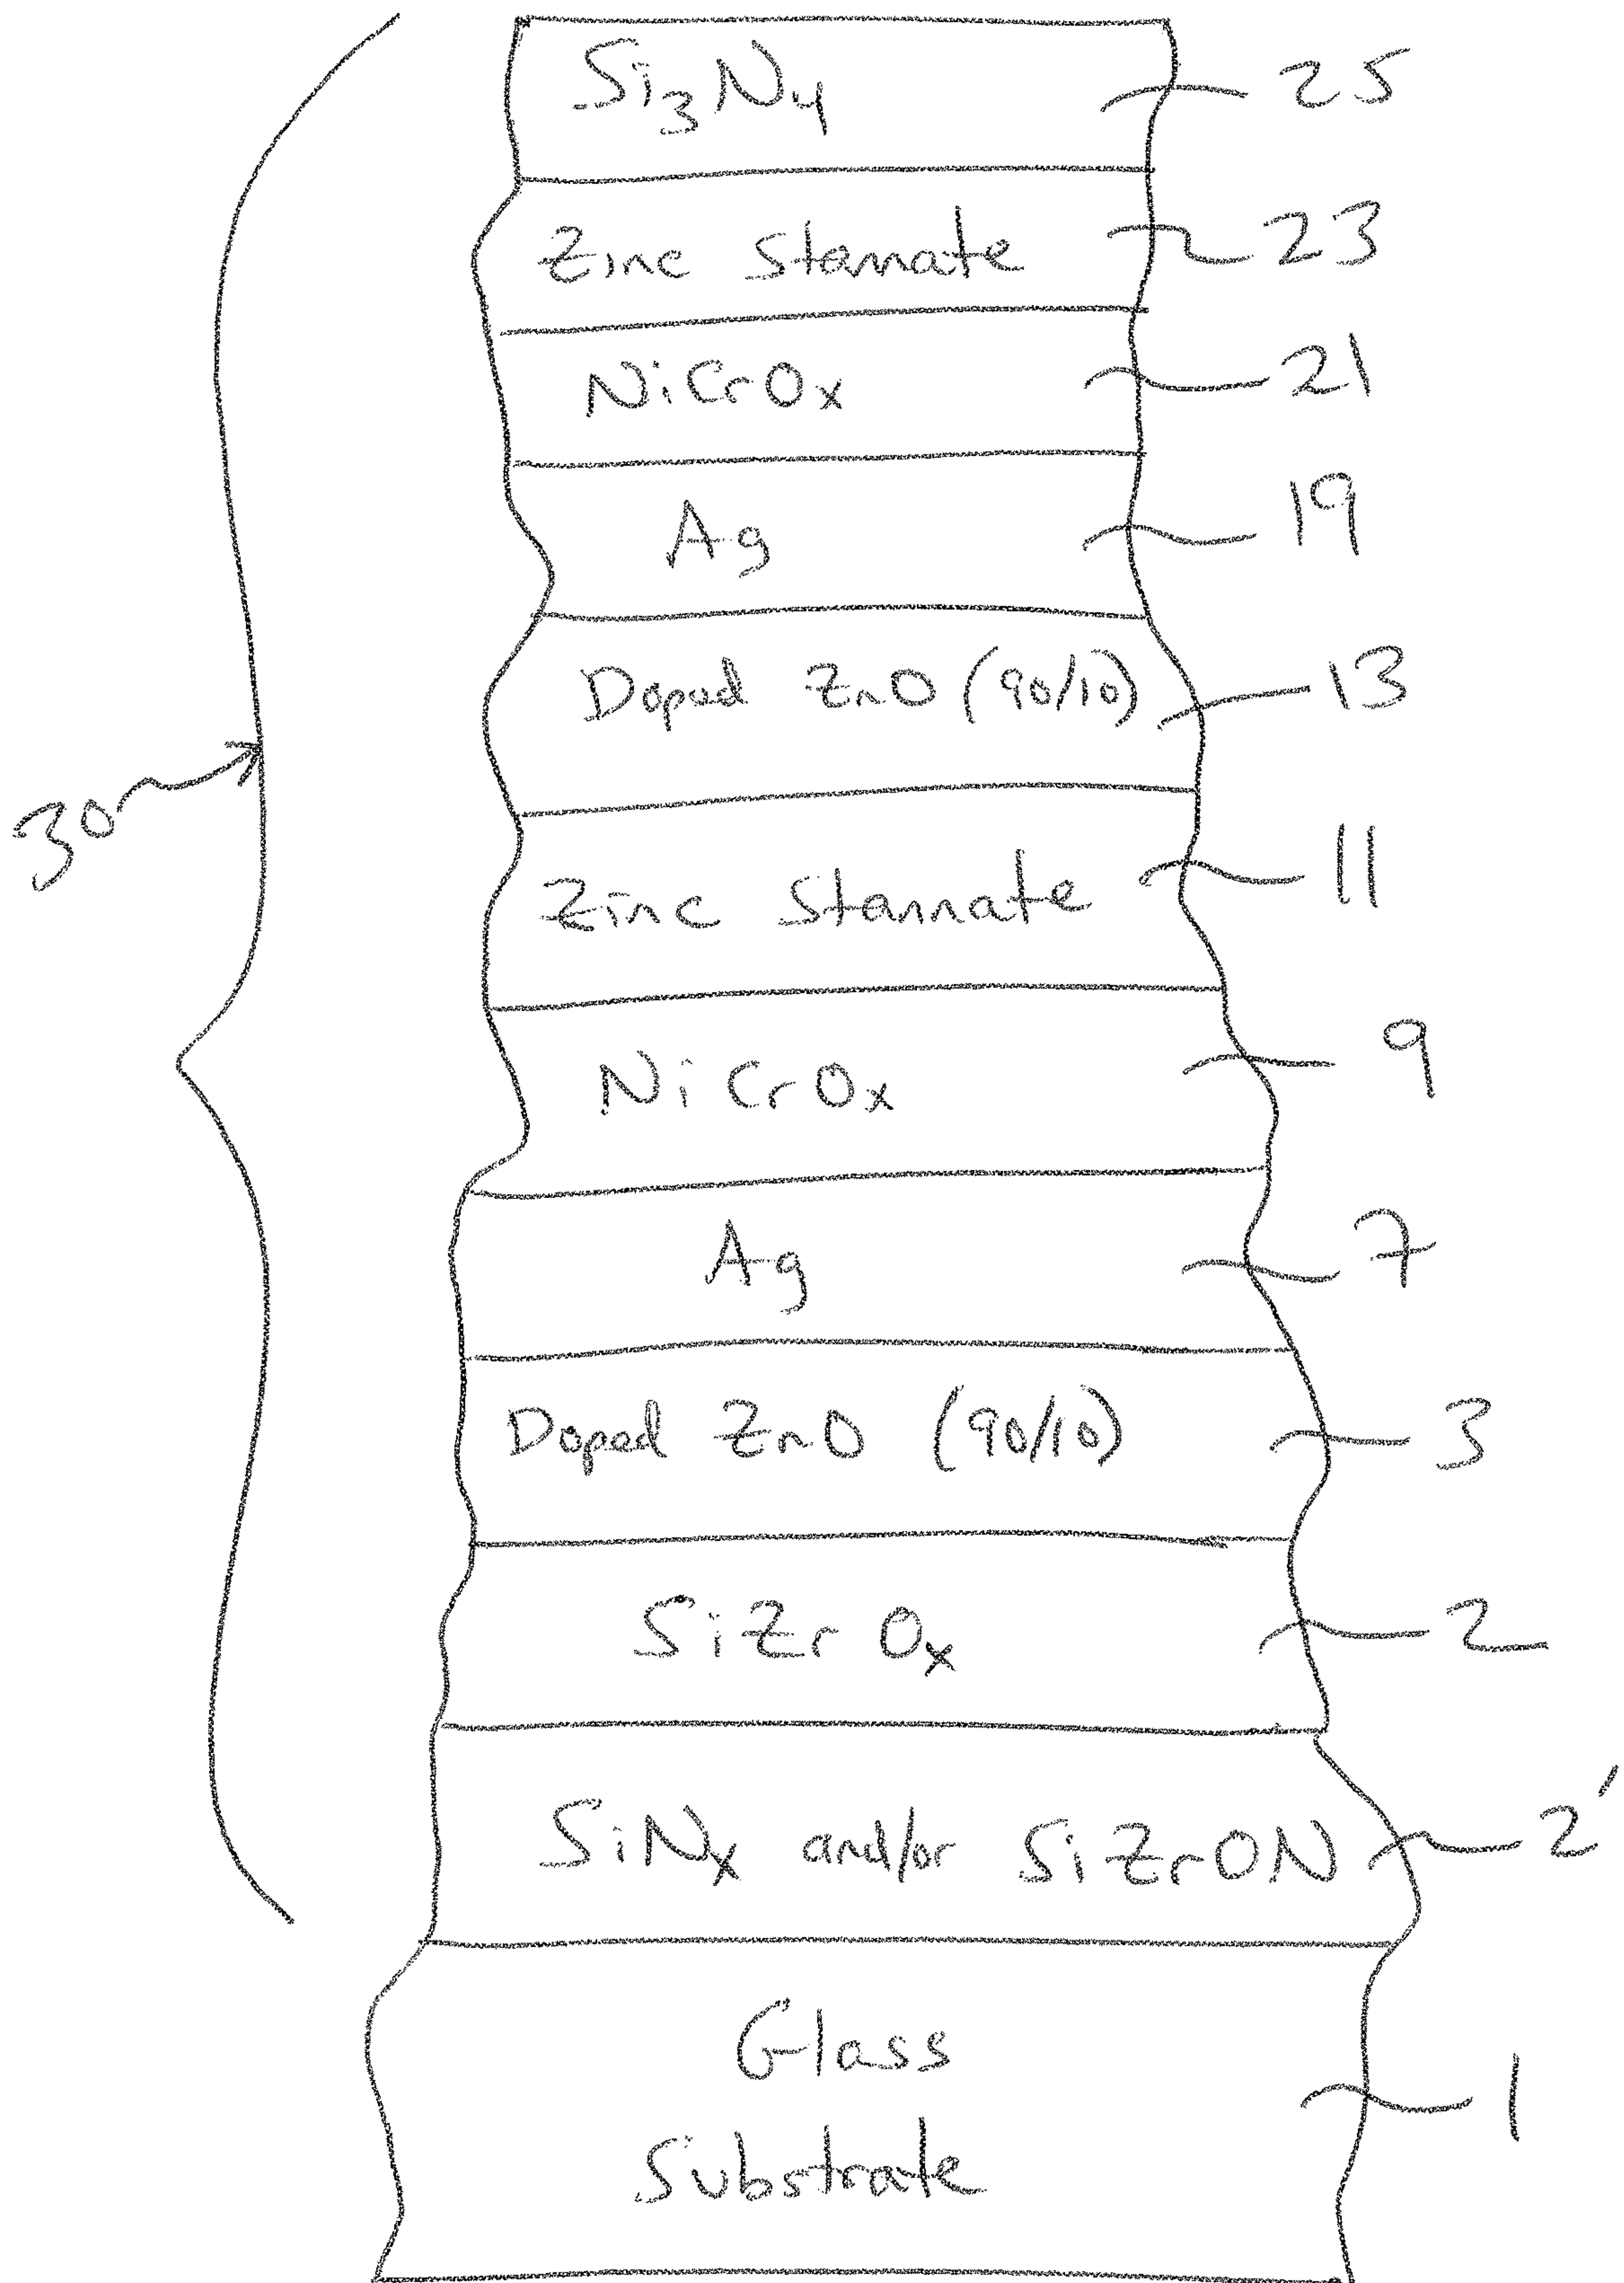 Si3N4 25
Zinc Stannate 23
NiCrOx 21
Ag 19
Doped ZnO (90/10) 13
30
Zinc Stannate 11
NiCrOx 9
Ag 7
Doped ZnO (90/10) 3
SiZrOx 2
SiNx and/or SiZrON 2'
Glass 1
Substrate